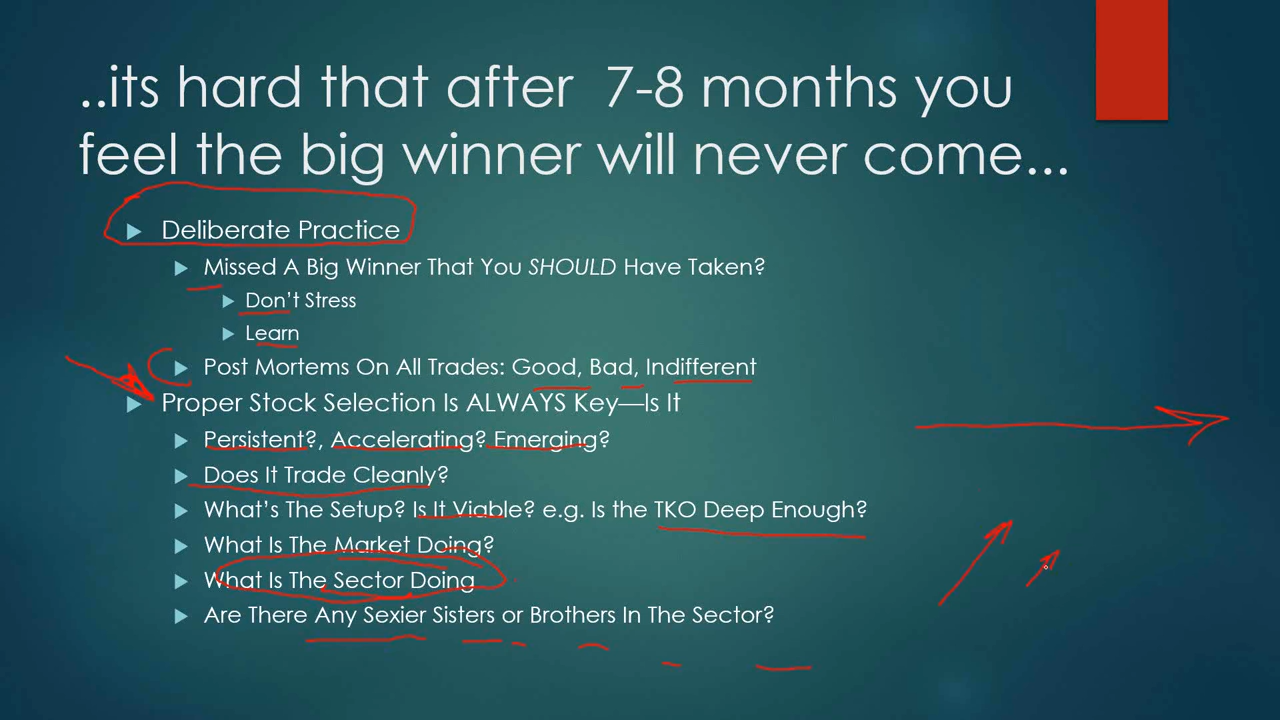 ..its hard that after 7-8 months you
feel the big winner will never come...
Deliberate Practice
Missed A Big Winner That You SHOULD Have Taken?
Don't Stress
Learn
Post Mortems On All Trades: Good, Bad, Indifferent
Proper Stock Selection Is ALWAYS Key—Is It
Persistent?, Accelerating? Emerging?
Does It Trade Cleanly?
What's The Setup? Is It Viable? e.g. Is the TKO Deep Enough?
What Is The Market Doing?
What Is The Sector Doing
Are There Any Sexier Sisters or Brothers In The Sector?